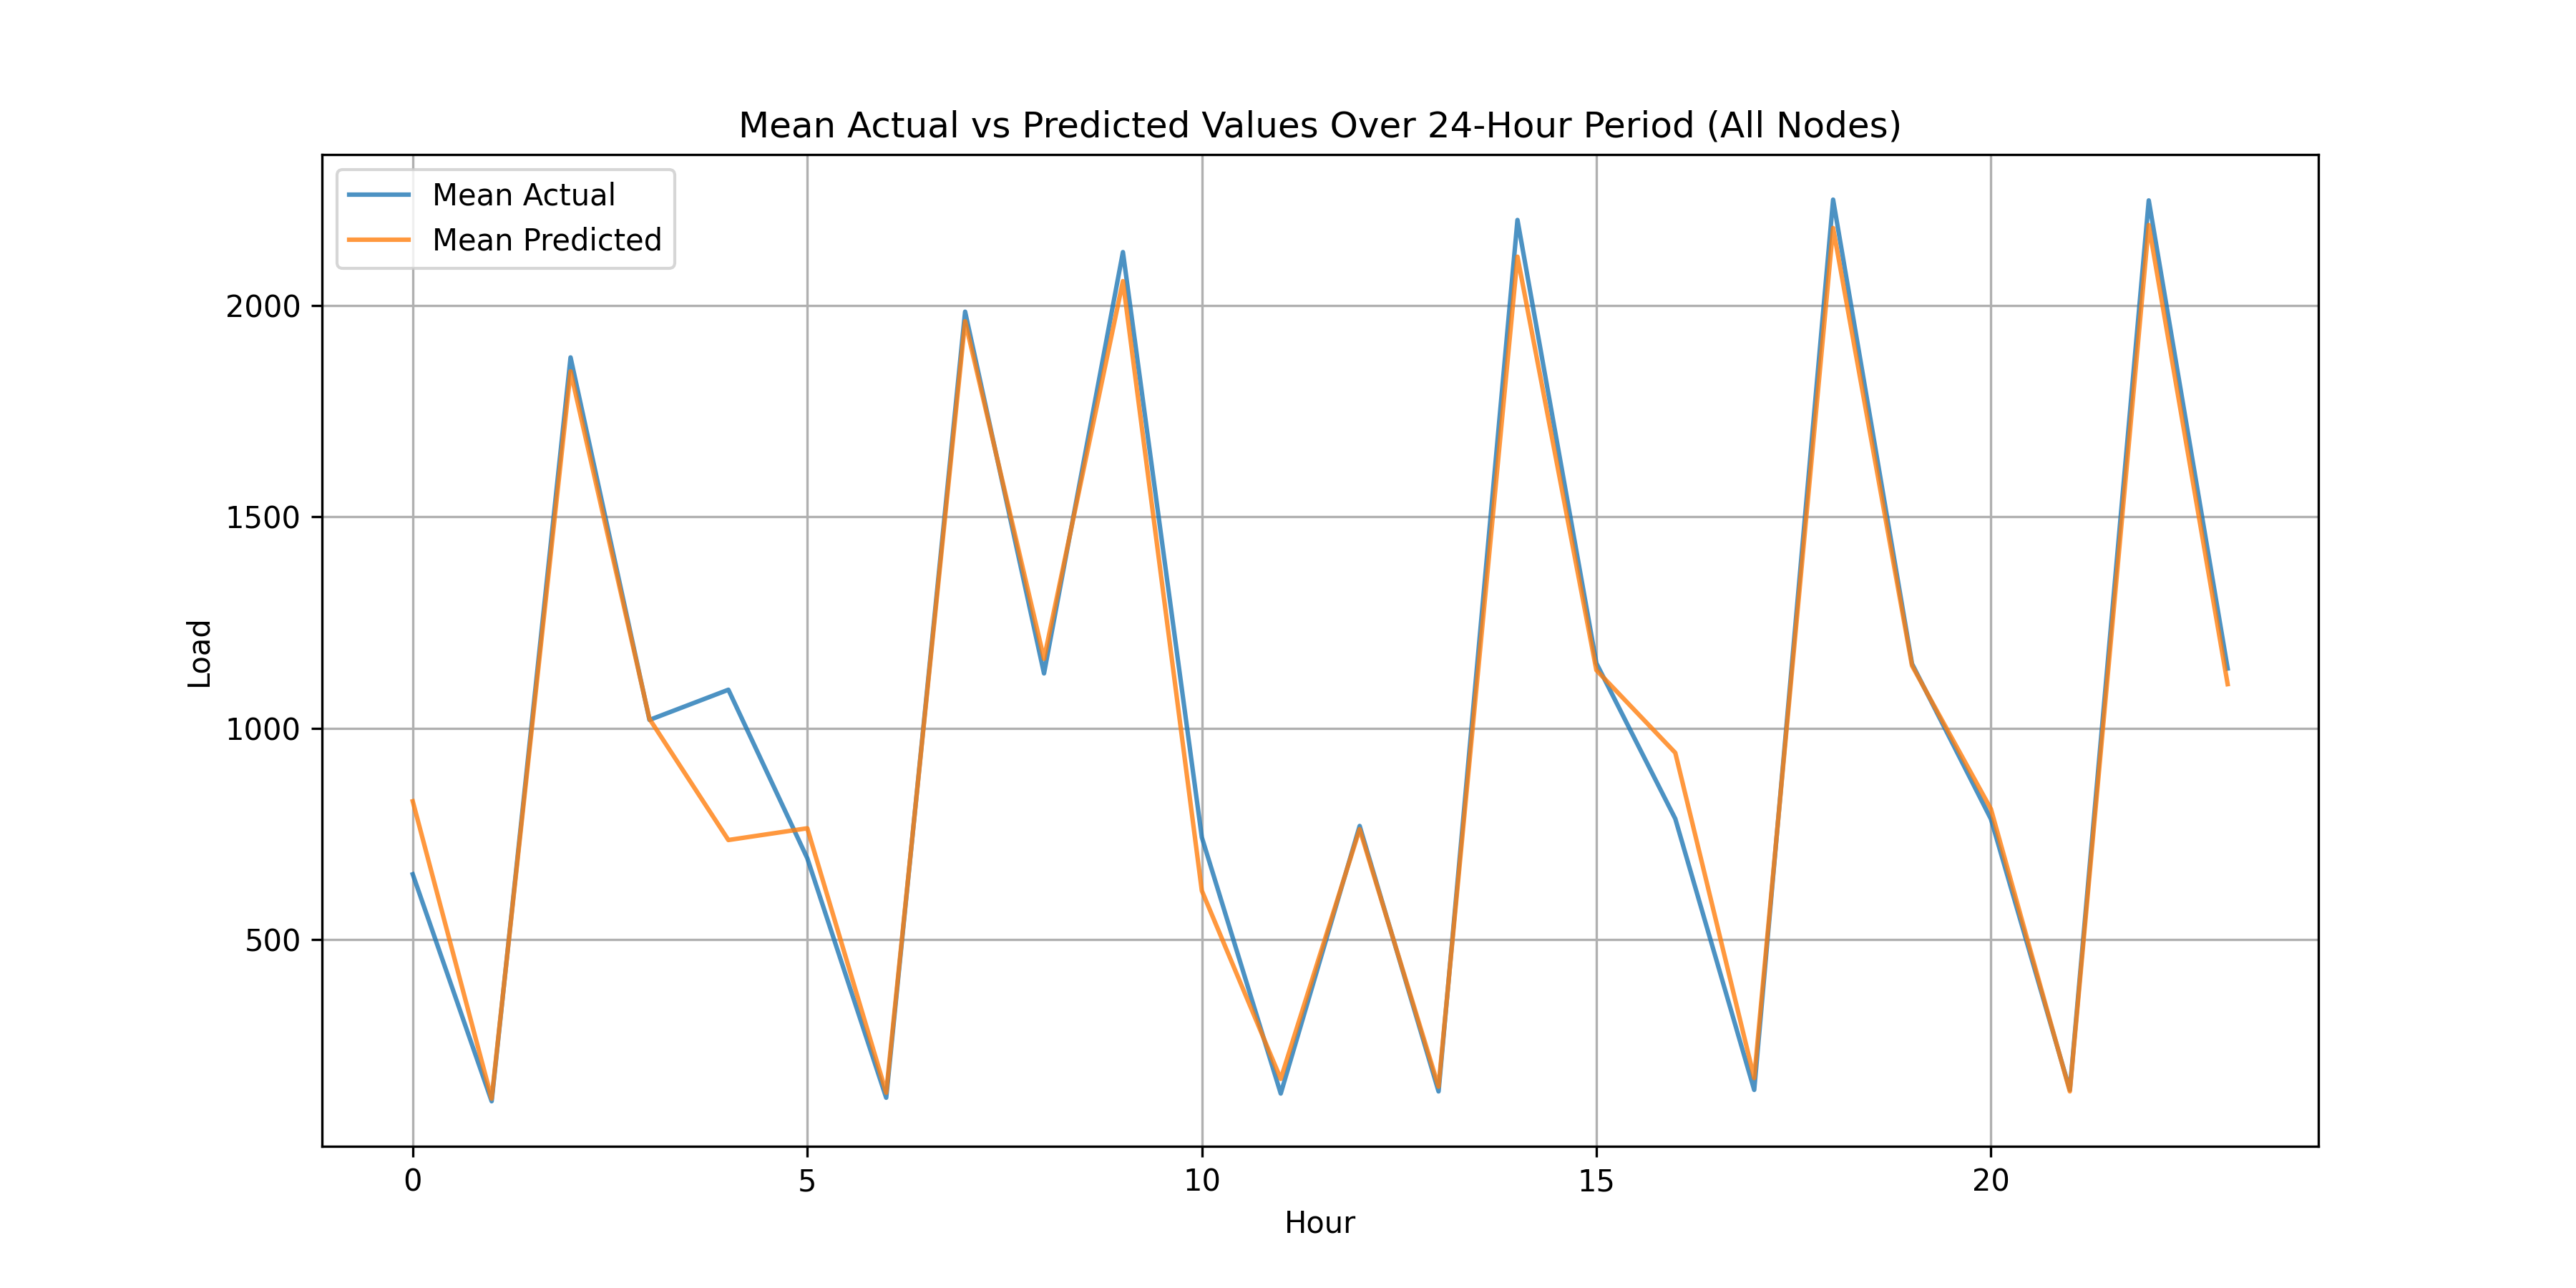 Mean Actual vs Predicted Values Over 24-Hour Period (All Nodes)
Mean Actual
Mean Predicted
2000
1500
1000
500
Load
0 5 10 15 20
Hour